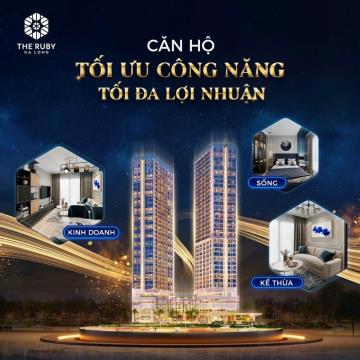 THE RUBY
HA LONG
CĂN HỘ
TỐI ƯU CÔNG NĂNG
TỐI ĐA LỢI NHUẬN
SỐNG
KINH DOANH
KẾ THỪA